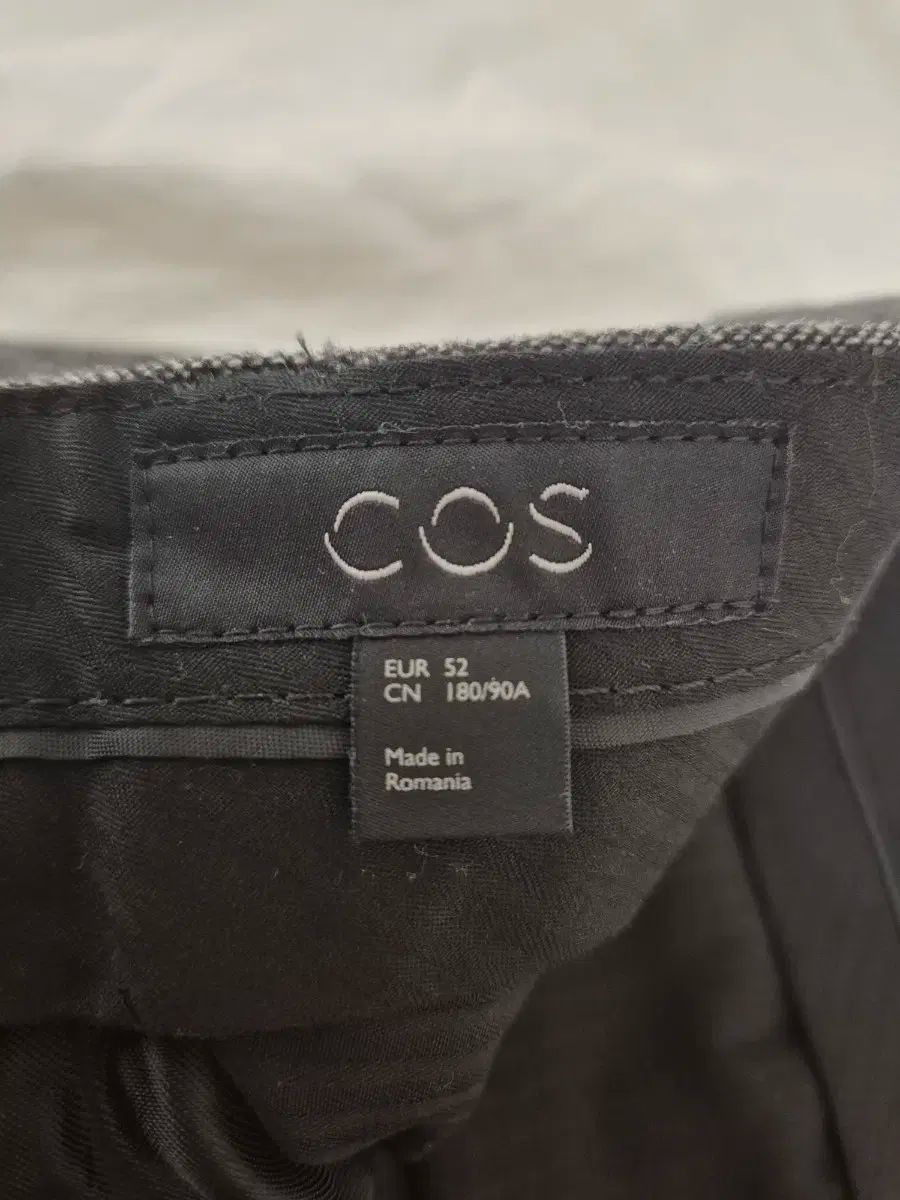 COS
EUR 52
CN 180/90A
Made in
Romania